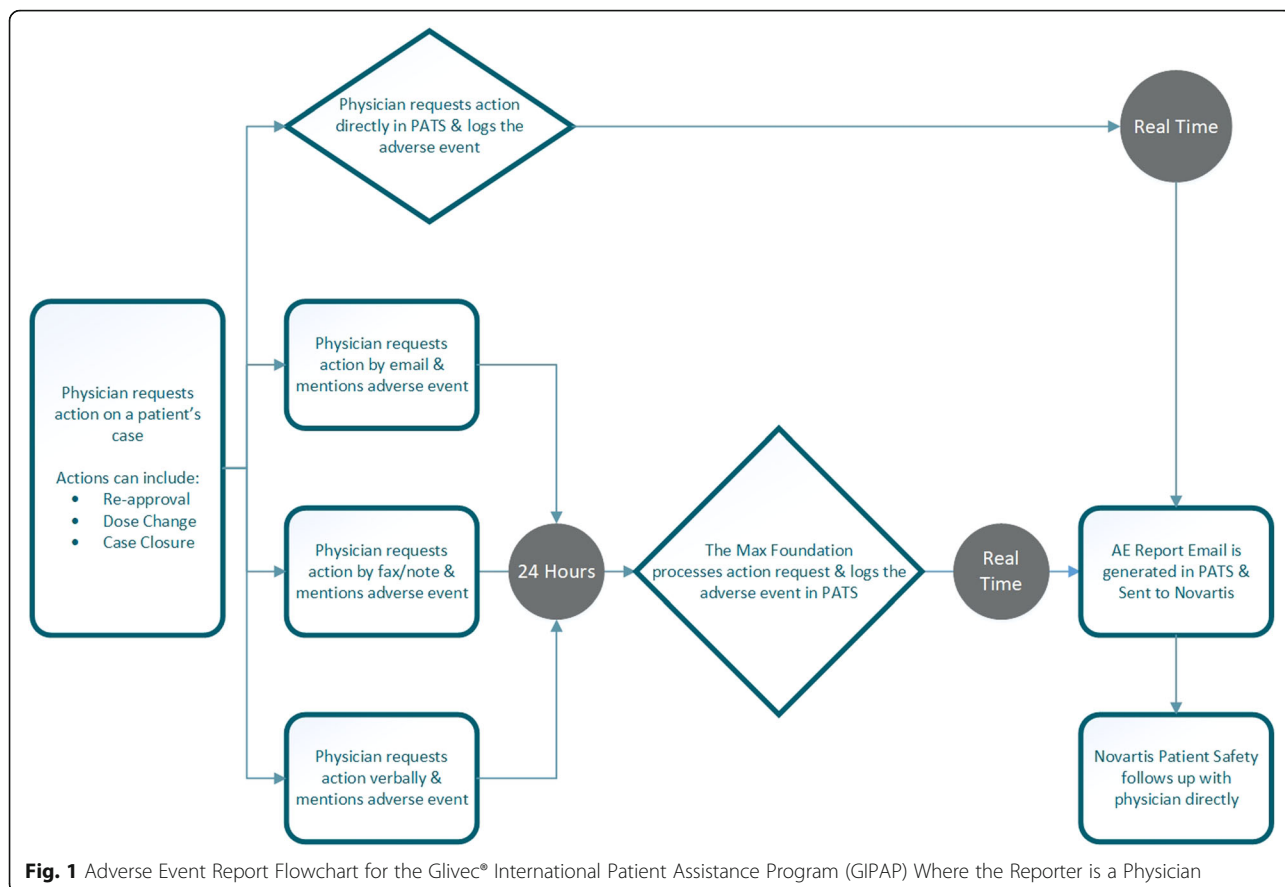 Physician requests action
directly in PATS & logs the
adverse event
Real Time
Physician requests
action on a patient's
case
Actions can include:
• Re-approval
• Dose Change
• Case Closure
Physician requests
action by email &
mentions adverse event
Physician requests
action by fax/note &
mentions adverse event
Physician requests
action verbally &
mentions adverse event
24 Hours
The Max Foundation
processes action request & logs the
adverse event in PATS
Real
Time
AE Report Email is
generated in PATS &
Sent to Novartis
Novartis Patient Safety
follows up with
physician directly
Fig. 1 Adverse Event Report Flowchart for the Glivec® International Patient Assistance Program (GIPAP) Where the Reporter is a Physician